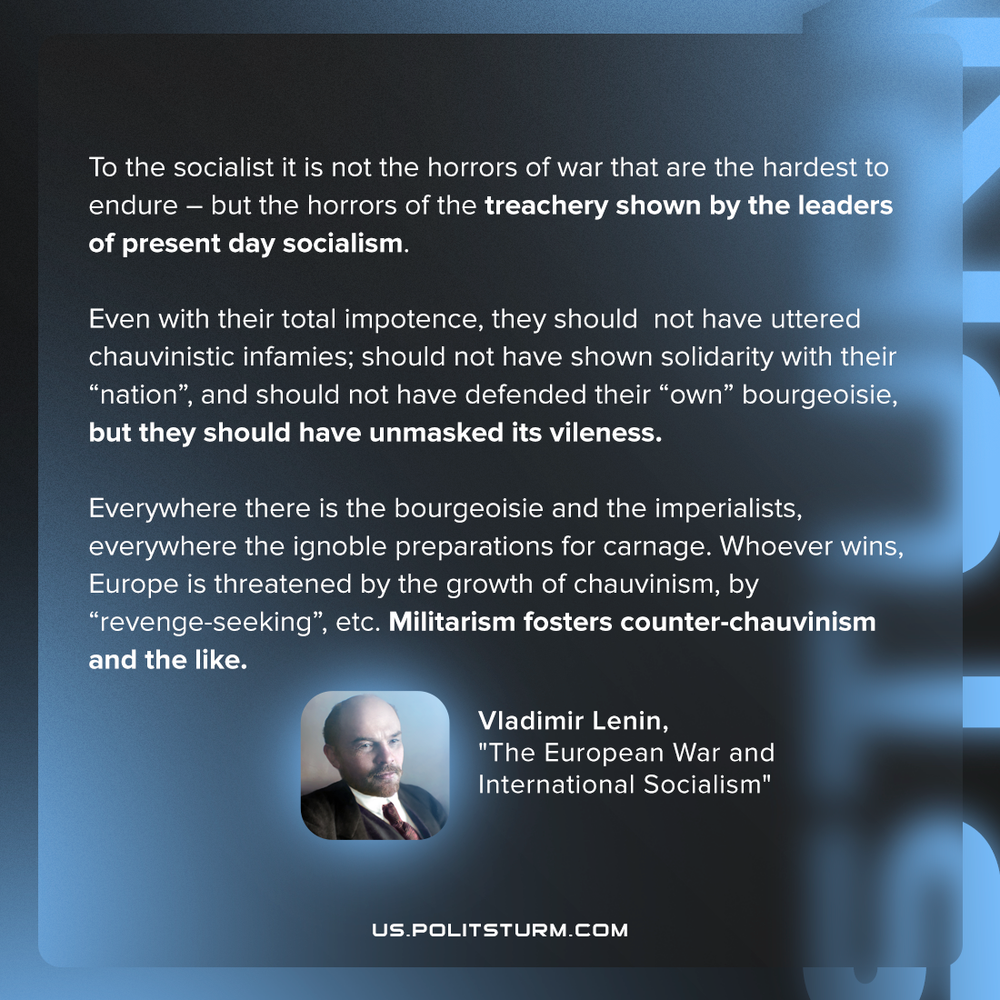 To the socialist it is not the horrors of war that are the hardest to
endure – but the horrors of the treachery shown by the leaders
of present day socialism.
Even with their total impotence, they should  not have uttered
chauvinistic infamies; should not have shown solidarity with their
“nation”, and should not have defended their “own” bourgeoisie,
but they should have unmasked its vileness.
Everywhere there is the bourgeoisie and the imperialists,
everywhere the ignoble preparations for carnage. Whoever wins,
Europe is threatened by the growth of chauvinism, by
“revenge-seeking”, etc. Militarism fosters counter-chauvinism
and the like.
Vladimir Lenin,
"The European War and
International Socialism"
US.POLITSTURM.COM